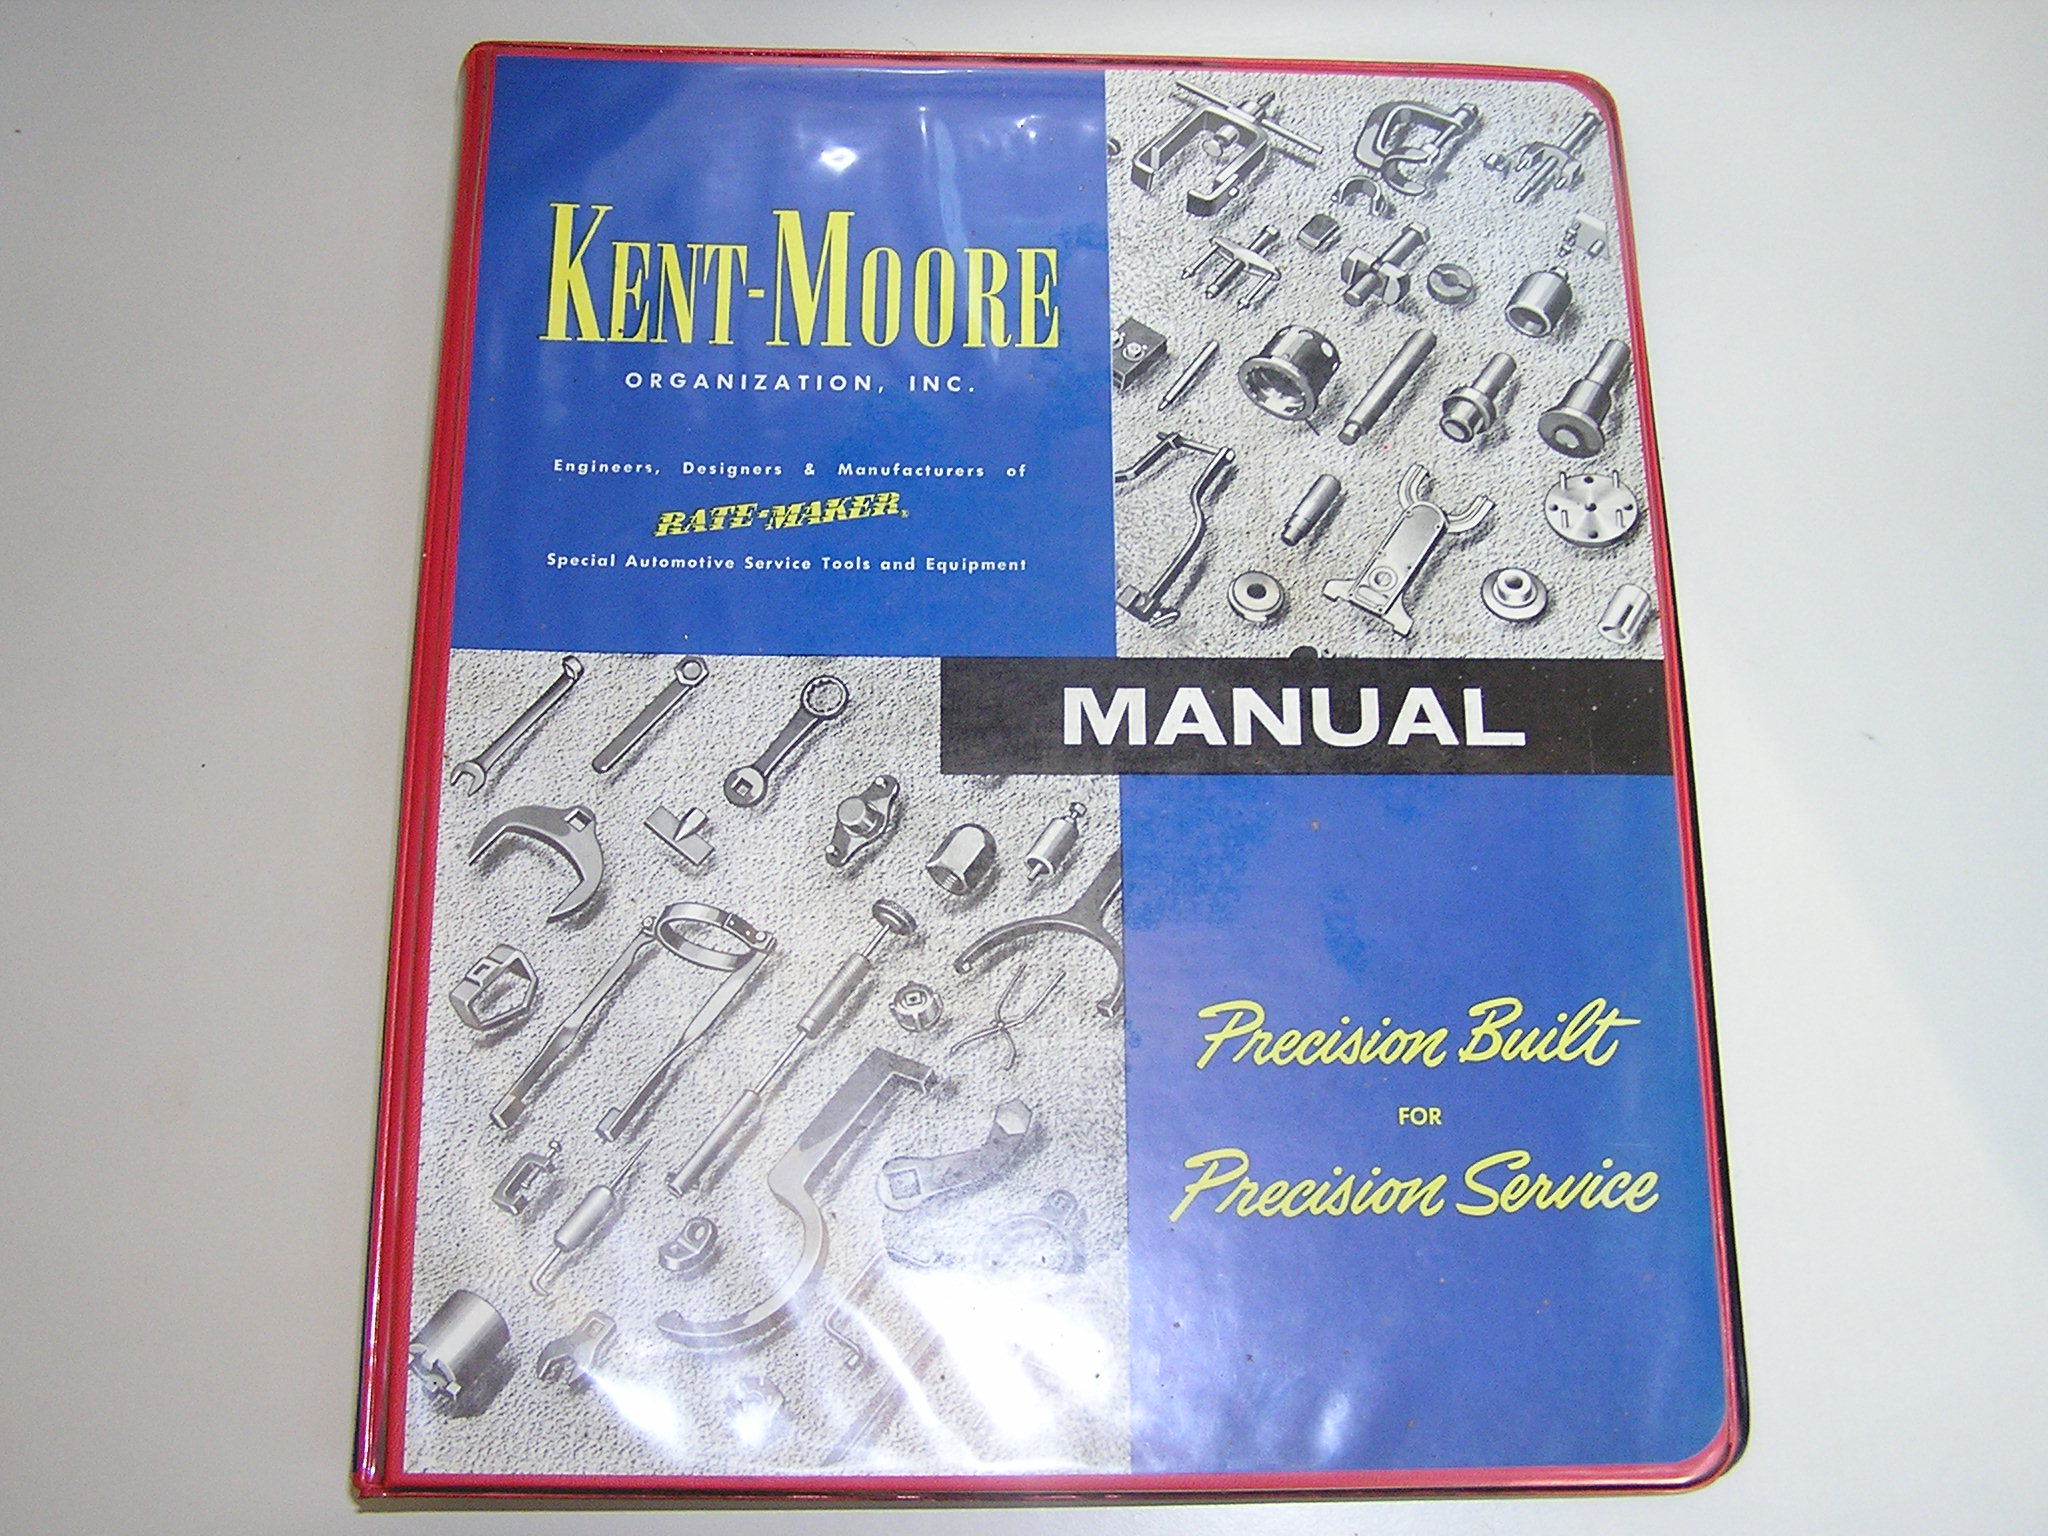 KENT-MOORE
ORGANIZATION, INC.
Engineers, Designers & Manufacturers of
RATE-MAKER®
Special Automotive Service Tools and Equipment
MANUAL
Precision Built
FOR
Precision Service